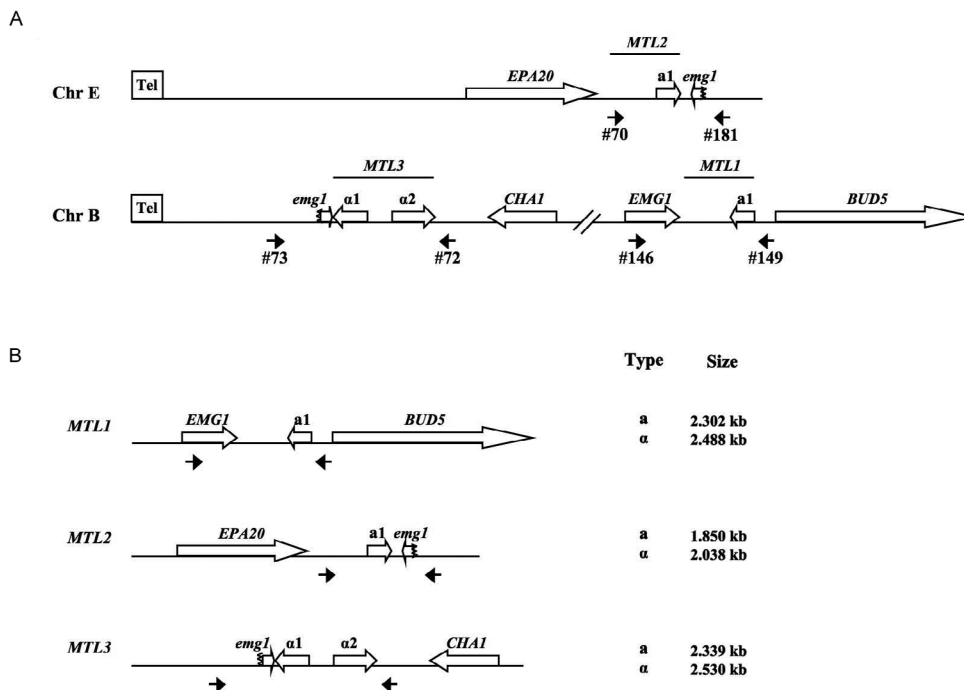 A
MTL2
Chr E Tel EPA20 a1 emg1
#70 #181
MTL3 MTL1
Chr B Tel emg1 α1 α2 CHA1 EMG1 a1 BUD5
#73 #72 #146 #149
B
Type Size
MTL1 EMG1 a1 BUD5 a 2.302 kb
α 2.488 kb
MTL2 EPA20 a1 emg1 a 1.850 kb
α 2.038 kb
MTL3 emg1 α1 α2 CHA1 a 2.339 kb
α 2.530 kb